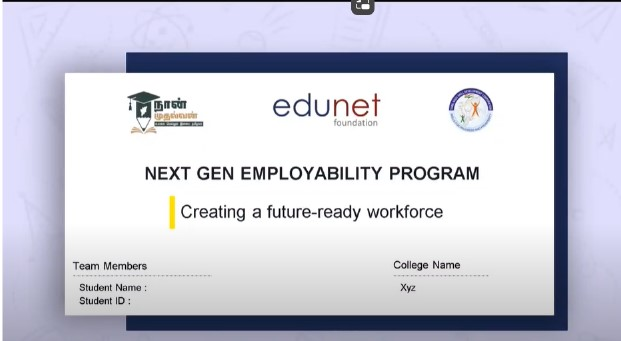 நான்
முதல்வன்
edunet
foundation
NEXT GEN EMPLOYABILITY PROGRAM
Creating a future-ready workforce
Team Members
College Name
Student Name :
Xyz
Student ID :